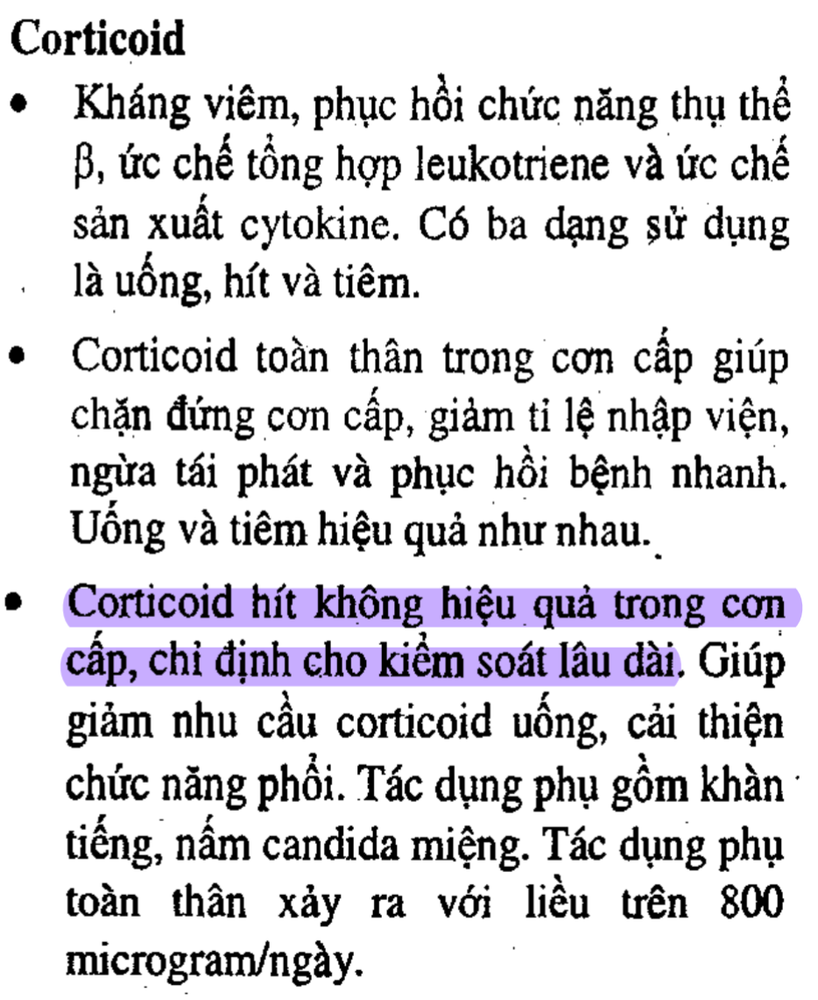 Corticoid
• Kháng viêm, phục hồi chức năng thụ thể
β, ức chế tổng hợp leukotriene và ức chế
sản xuất cytokine. Có ba dạng sử dụng
là uống, hít và tiêm.
• Corticoid toàn thân trong cơn cấp giúp
chặn đứng cơn cấp, giảm tỉ lệ nhập viện,
ngừa tái phát và phục hồi bệnh nhanh.
Uống và tiêm hiệu quả như nhau.
• Corticoid hít không hiệu quả trong cơn
cấp, chỉ định cho kiểm soát lâu dài. Giúp
giảm nhu cầu corticoid uống, cải thiện
chức năng phổi. Tác dụng phụ gồm khàn
tiếng, nấm candida miệng. Tác dụng phụ
toàn thân xảy ra với liều trên 800
microgram/ngày.